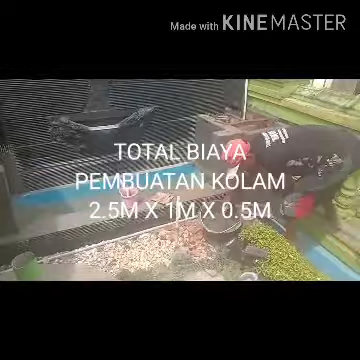 Made with KINEMASTER
TOTAL BIAYA
PEMBUATAN KOLAM
2.5M X 1M X 0.5M